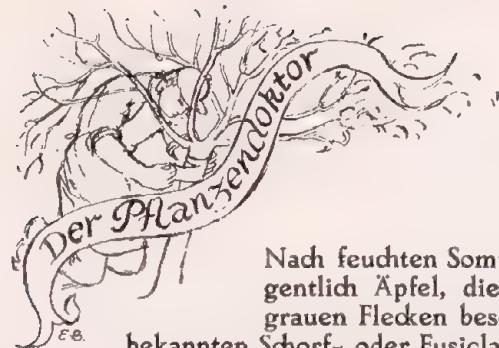 Der Pflanzendoktor
E·B.
Nach feuchten Som
gentlich Äpfel, die
grauen Flecken bes
bekannten Schorf- oder Fusicla